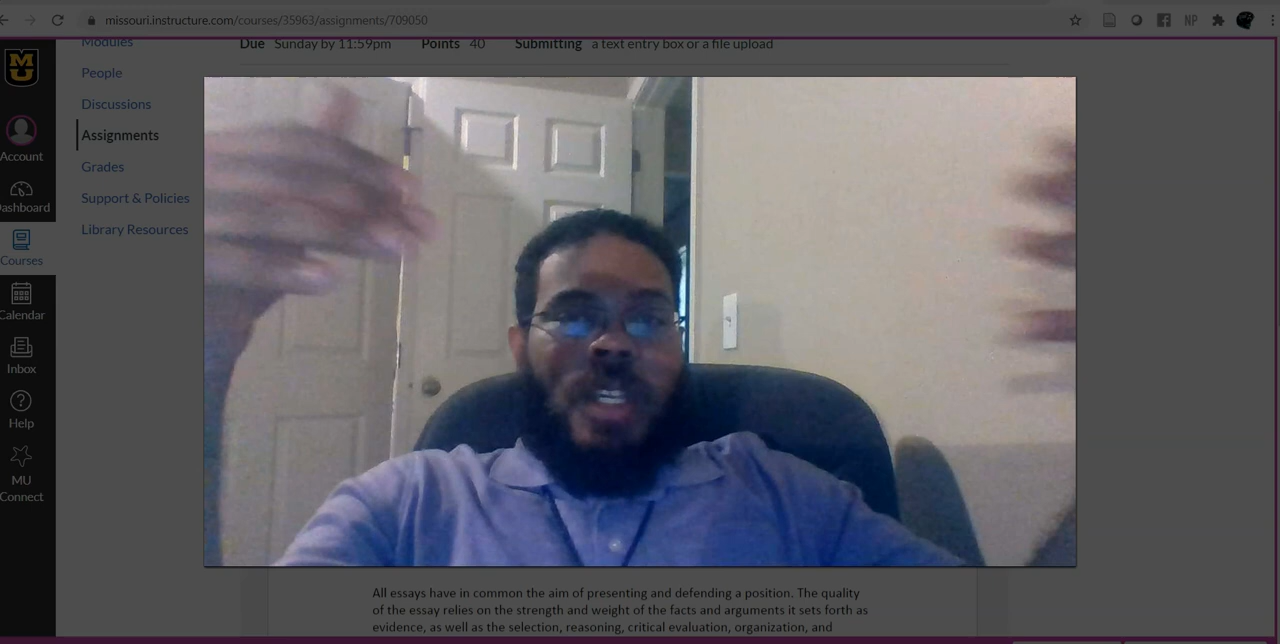 missouri.instructure.com/courses/35963/assignments/709050
NP
MU
Account
Dashboard
Courses
Calendar
Inbox
Help
MU
Connect
Modules
People
Discussions
Assignments
Grades
Support & Policies
Library Resources
Due Sunday by 11:59pm Points 40 Submitting a text entry box or a file upload
All essays have in common the aim of presenting and defending a position. The quality
of the essay relies on the strength and weight of the facts and arguments it sets forth as
evidence, as well as the selection, reasoning, critical evaluation, organization, and